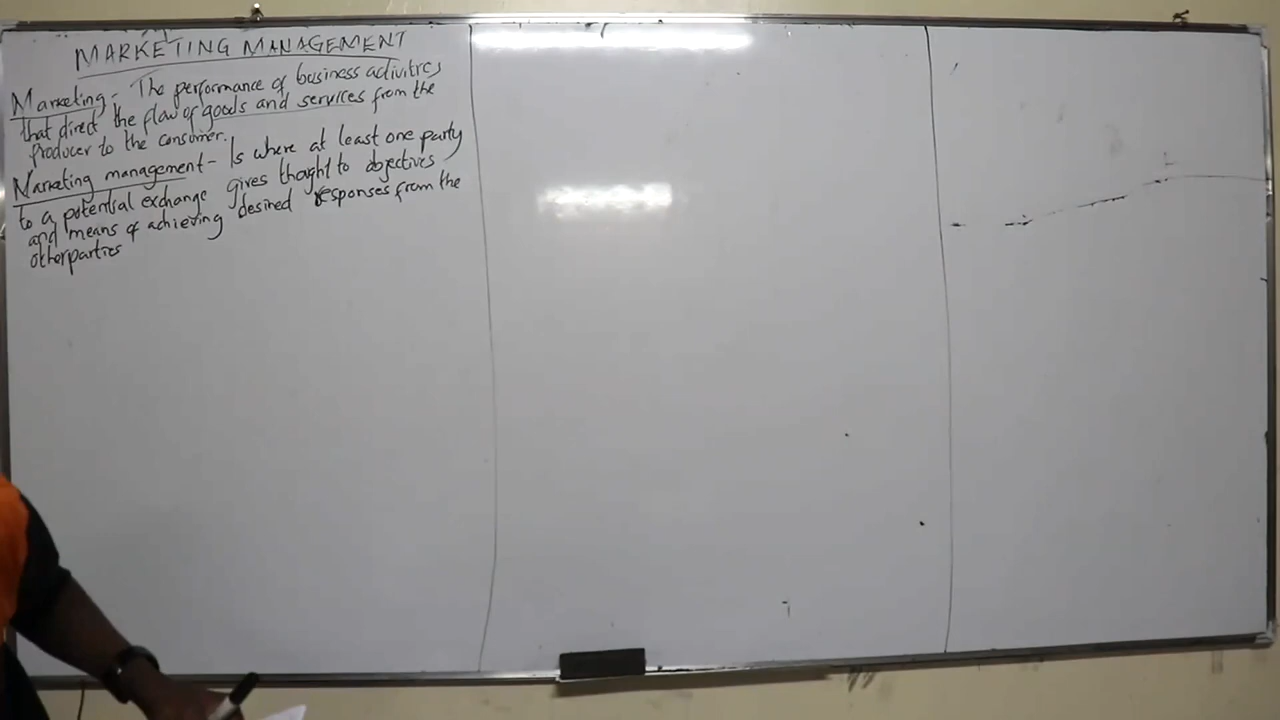 MARKETING MANAGEMENT
Marketing - The performance of business activities
that direct the flow of goods and services from the
producer to the consumer.
Marketing management - Is where at least one party
to a potential exchange gives thought to objectives
and means of achieving desired responses from the
other parties